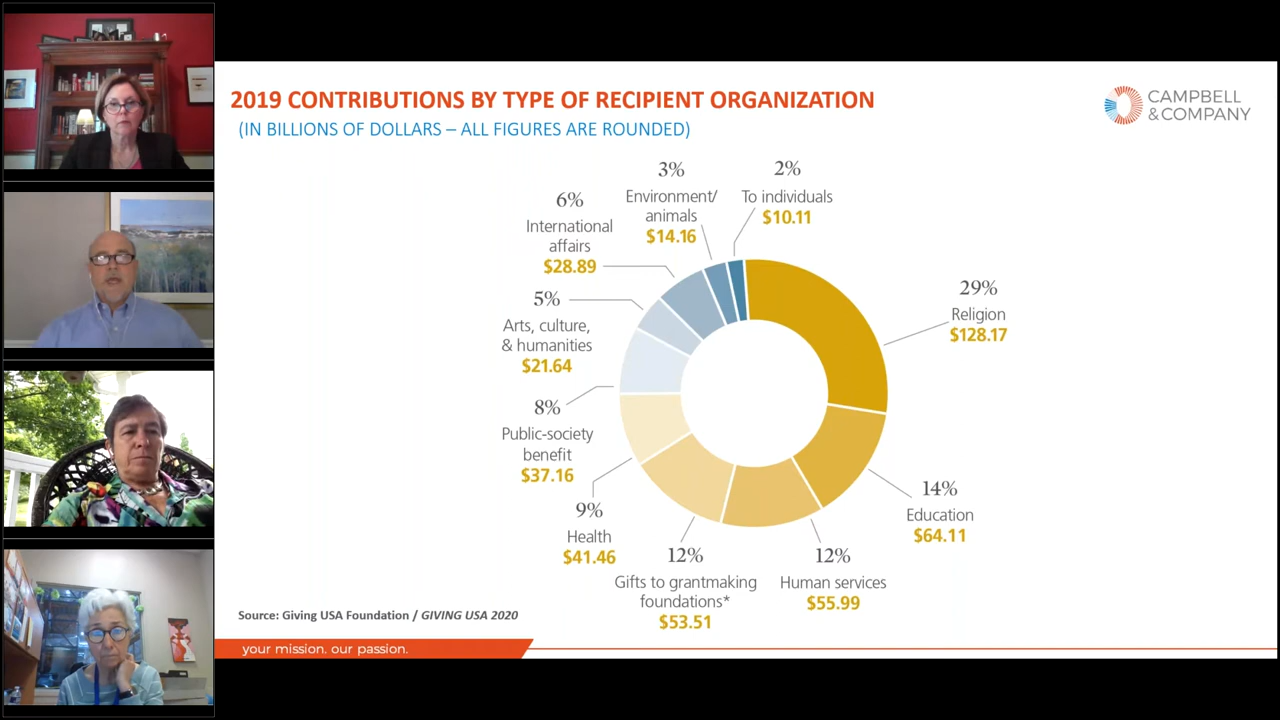 2019 CONTRIBUTIONS BY TYPE OF RECIPIENT ORGANIZATION
(IN BILLIONS OF DOLLARS – ALL FIGURES ARE ROUNDED)
CAMPBELL
& COMPANY
2%
To individuals
$10.11
3%
Environment/
animals
$14.16
6%
International
affairs
$28.89
5%
Arts, culture,
& humanities
$21.64
8%
Public-society
benefit
$37.16
9%
Health
$41.46
12%
Gifts to grantmaking
foundations*
$53.51
12%
Human services
$55.99
14%
Education
$64.11
29%
Religion
$128.17
Source: Giving USA Foundation / GIVING USA 2020
your mission. our passion.